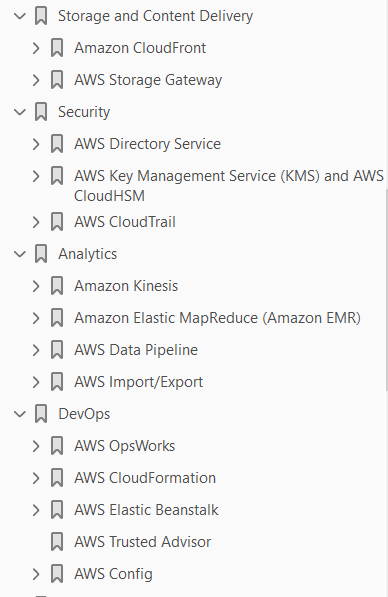 Storage and Content Delivery
Amazon CloudFront
AWS Storage Gateway
Security
AWS Directory Service
AWS Key Management Service (KMS) and AWS
CloudHSM
AWS CloudTrail
Analytics
Amazon Kinesis
Amazon Elastic MapReduce (Amazon EMR)
AWS Data Pipeline
AWS Import/Export
DevOps
AWS OpsWorks
AWS CloudFormation
AWS Elastic Beanstalk
AWS Trusted Advisor
AWS Config